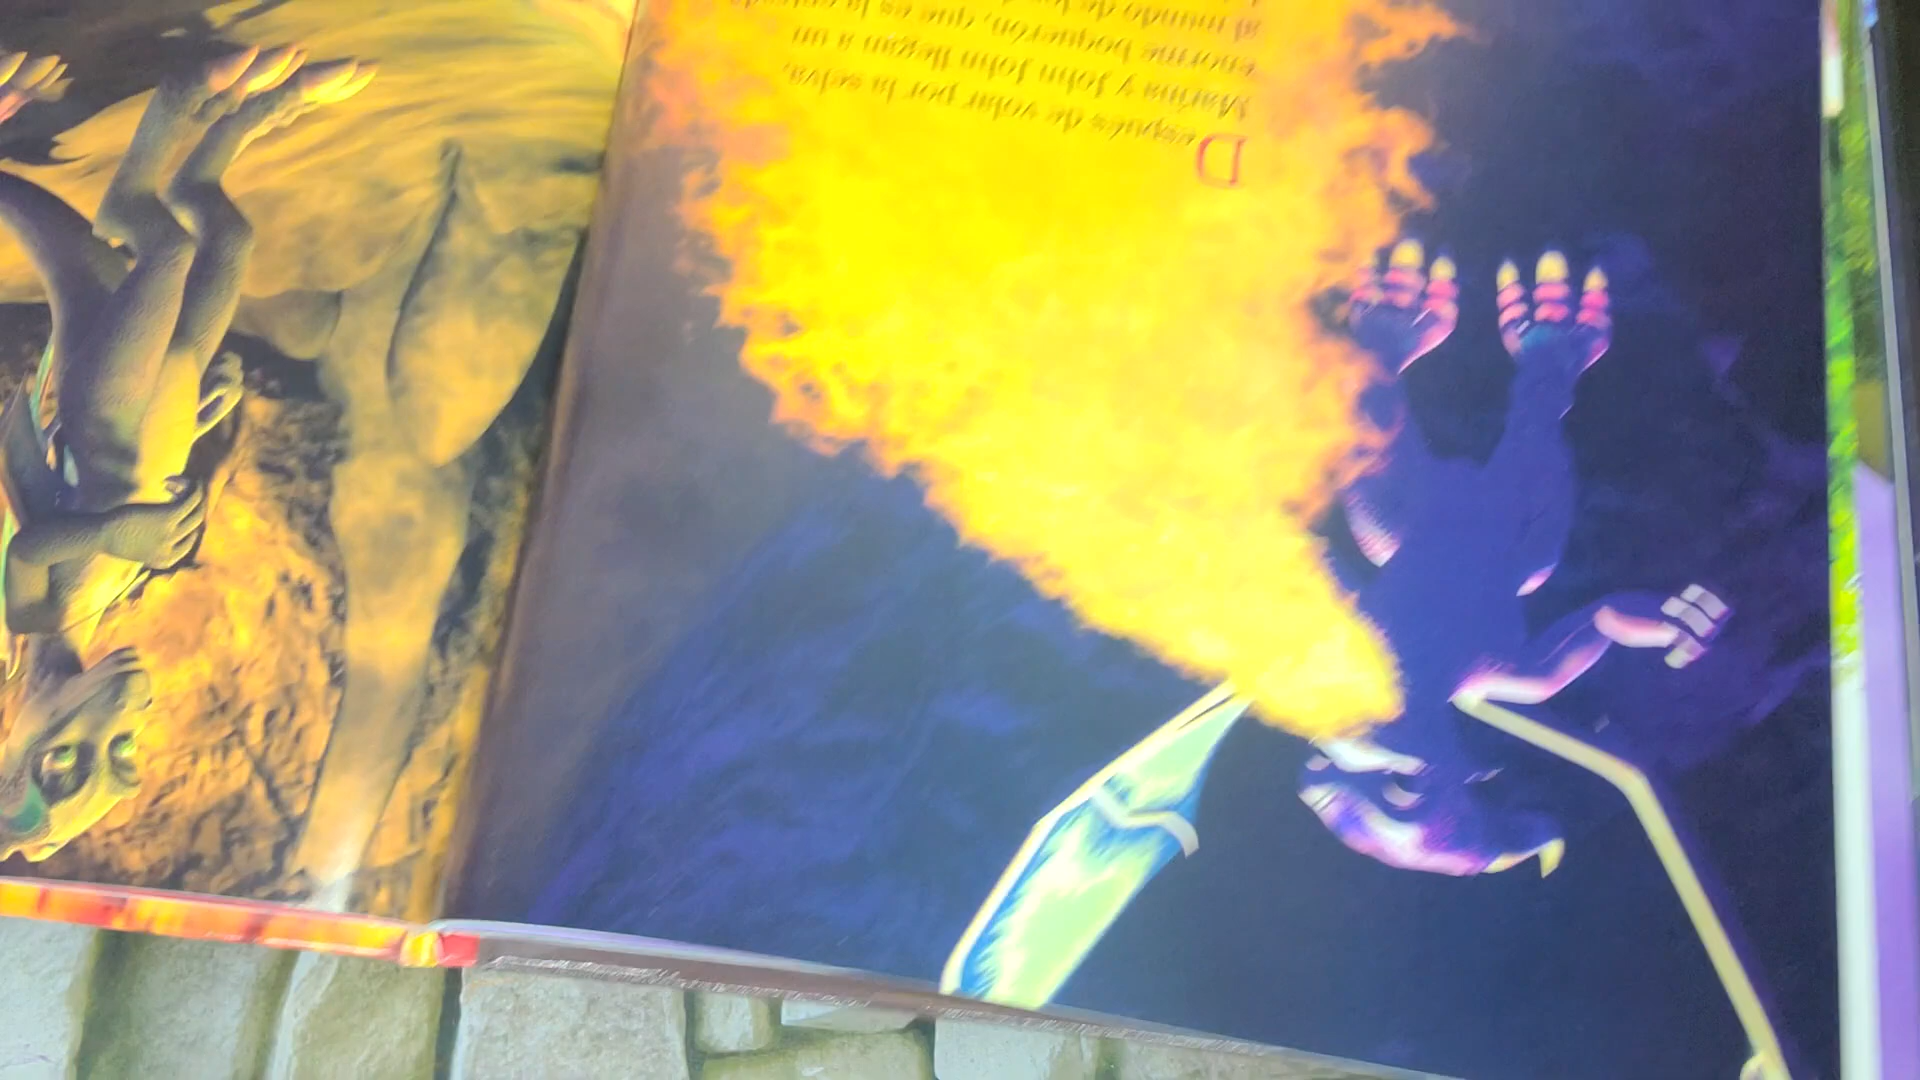 Después de volar por la selva,
Marina y John John llegan a un
enorme boquerón, que es la entrada
al mundo de los